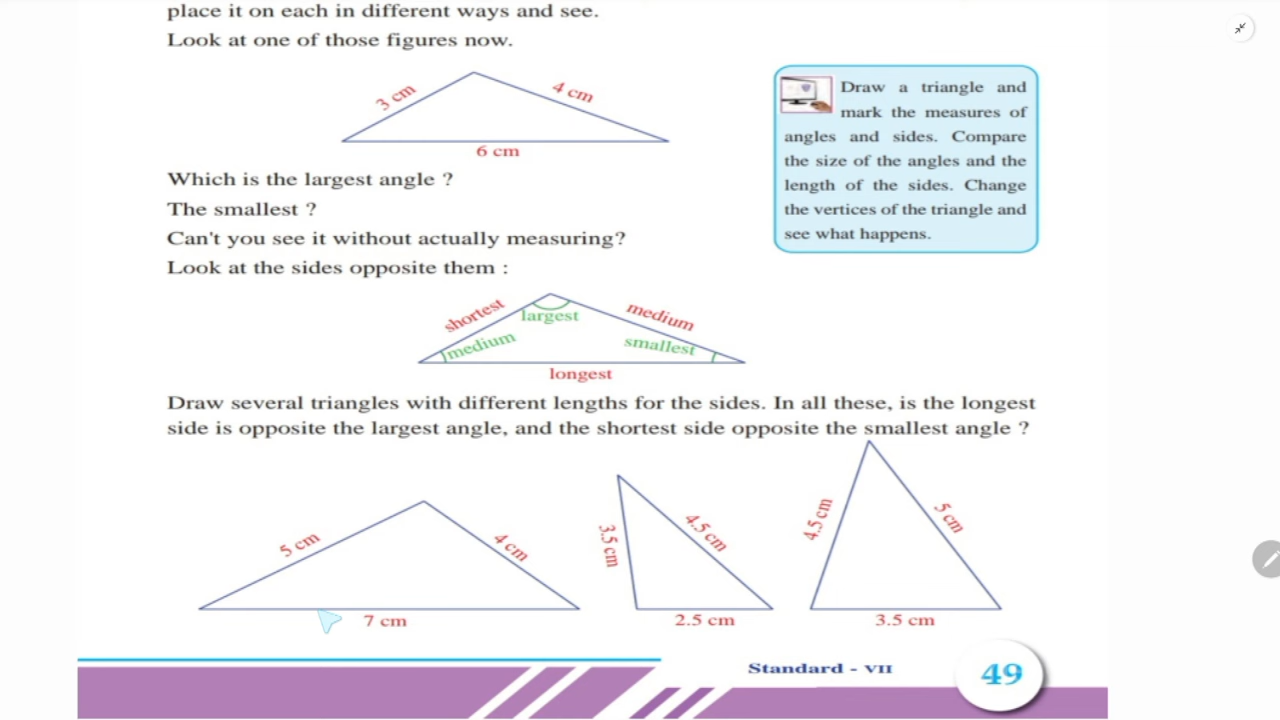 place it on each in different ways and see.
Look at one of those figures now.
3 cm
4 cm
6 cm
Draw a triangle and
mark the measures of
angles and sides. Compare
the size of the angles and the
length of the sides. Change
the vertices of the triangle and
see what happens.
Which is the largest angle ?
The smallest ?
Can't you see it without actually measuring?
Look at the sides opposite them :
shortest
largest
medium
medium
smallest
longest
Draw several triangles with different lengths for the sides. In all these, is the longest
side is opposite the largest angle, and the shortest side opposite the smallest angle ?
5 cm
4 cm
7 cm
3.5 cm
4.5 cm
2.5 cm
4.5 cm
5 cm
3.5 cm
Standard - VII
49